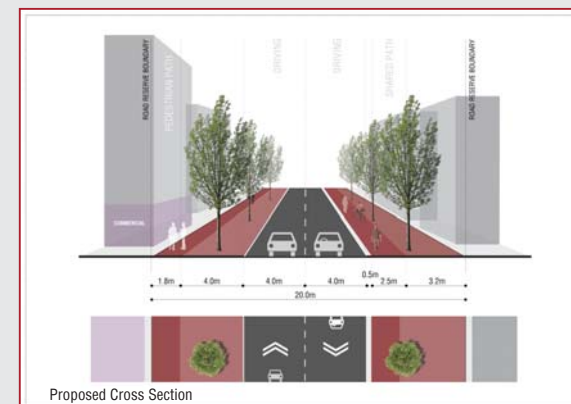 ROAD RESERVE BOUNDARY
PEDESTRIAN PATH
DRIVING
DRIVING
SHARED PATH
ROAD RESERVE BOUNDARY
COMMERCIAL
1.8m 4.0m 4.0m 4.0m 0.5m 2.5m 3.2m
20.0m
Proposed Cross Section